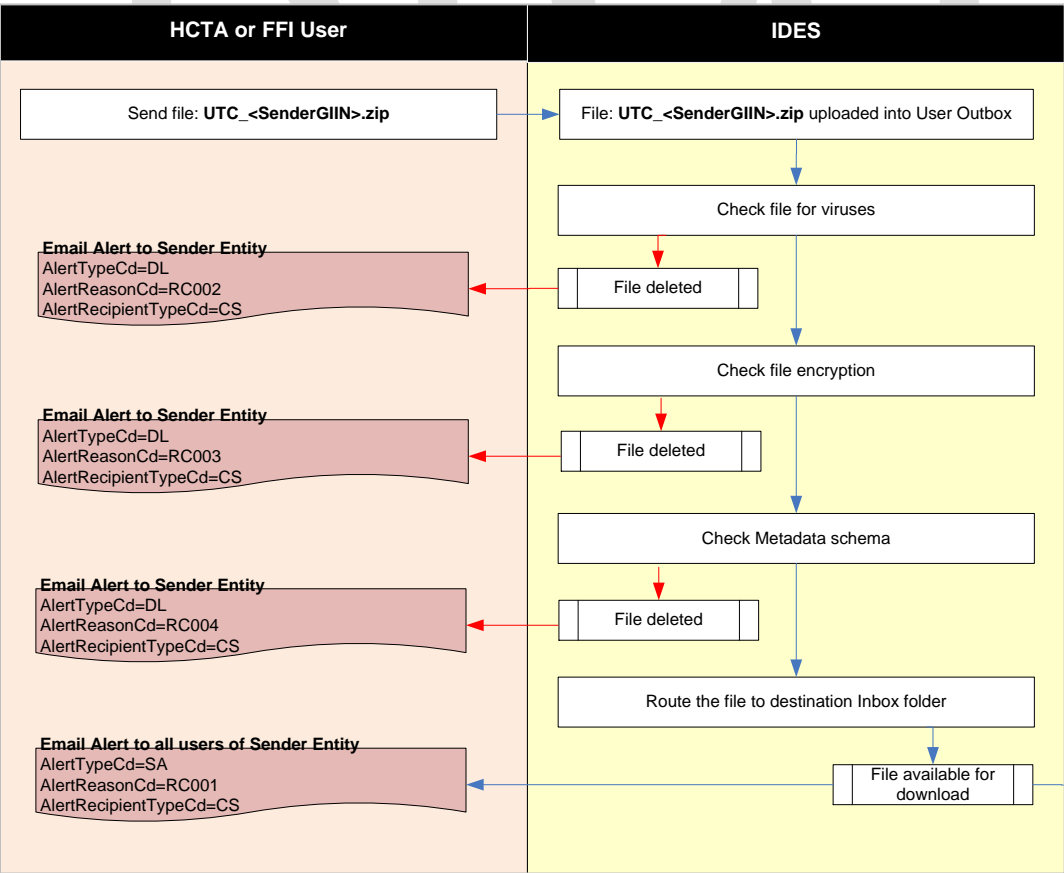 HCTA or FFI User
IDES
Send file: UTC_<SenderGIIN>.zip
File: UTC_<SenderGIIN>.zip uploaded into User Outbox
Check file for viruses
File deleted
Email Alert to Sender Entity
AlertTypeCd=DL
AlertReasonCd=RC002
AlertRecipientTypeCd=CS
Check file encryption
File deleted
Email Alert to Sender Entity
AlertTypeCd=DL
AlertReasonCd=RC003
AlertRecipientTypeCd=CS
Check Metadata schema
File deleted
Email Alert to Sender Entity
AlertTypeCd=DL
AlertReasonCd=RC004
AlertRecipientTypeCd=CS
Route the file to destination Inbox folder
File available for
download
Email Alert to all users of Sender Entity
AlertTypeCd=SA
AlertReasonCd=RC001
AlertRecipientTypeCd=CS